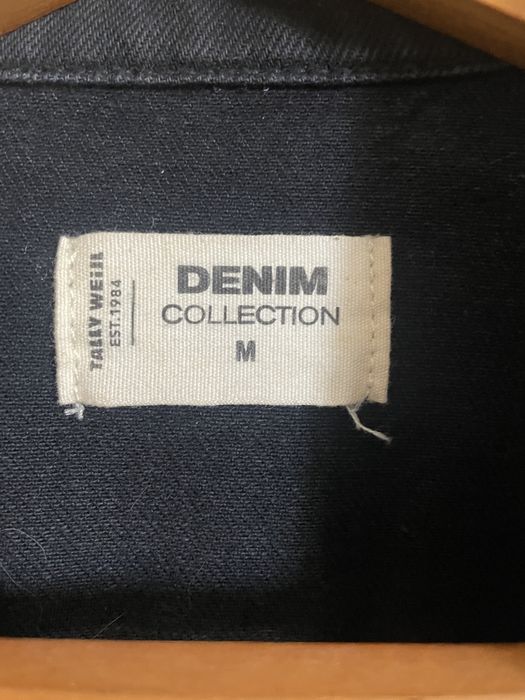 TALLY WEiJL
EST.1984
DENIM
COLLECTION
M